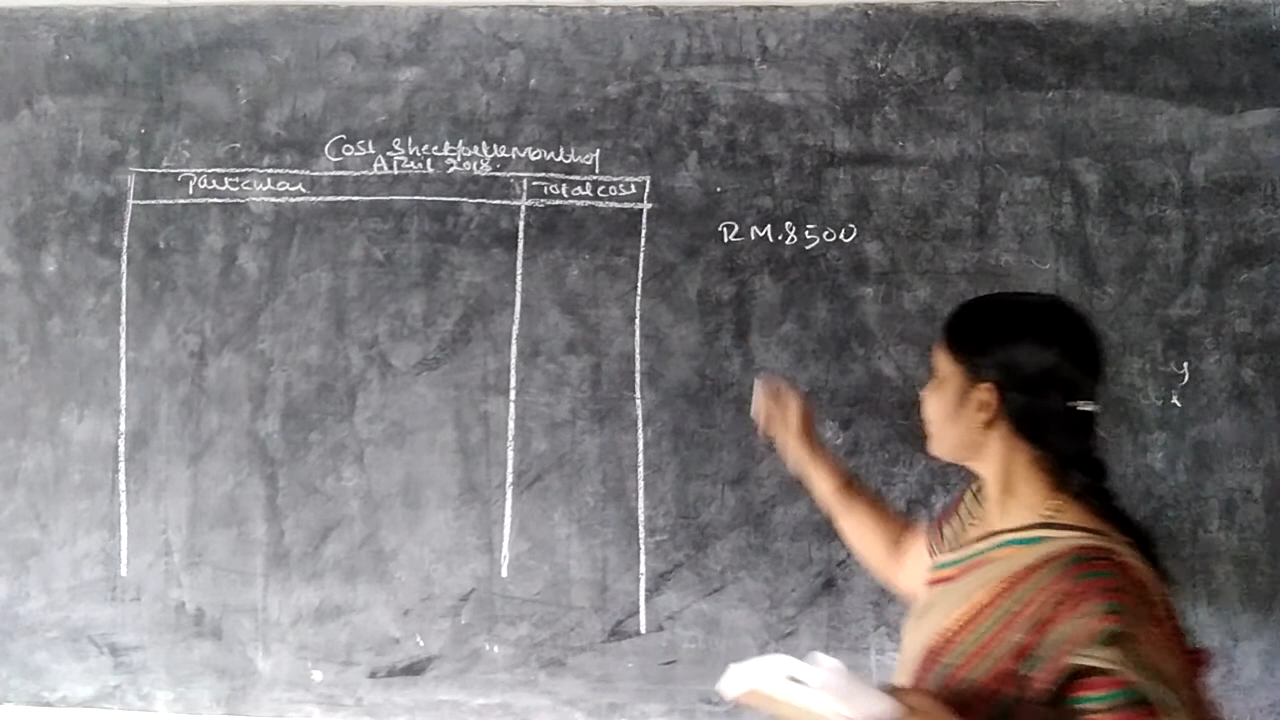 Cost Sheet for the Month of
April 2018.
Particular
Total cost
RM.8500